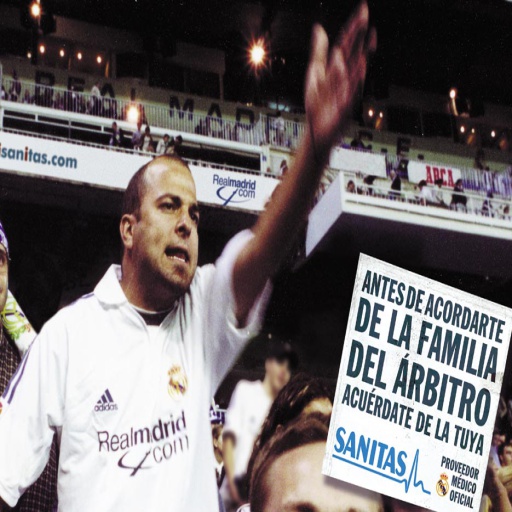 REAL MADRID C.F.
sanitas.com
Realmadrid
.com
ARCA
adidas
Realmadrid
.com
ANTES DE ACORDARTE
DE LA FAMILIA
DEL ÁRBITRO
ACUÉRDATE DE LA TUYA
SANITAS
PROVEEDOR
MÉDICO
OFICIAL